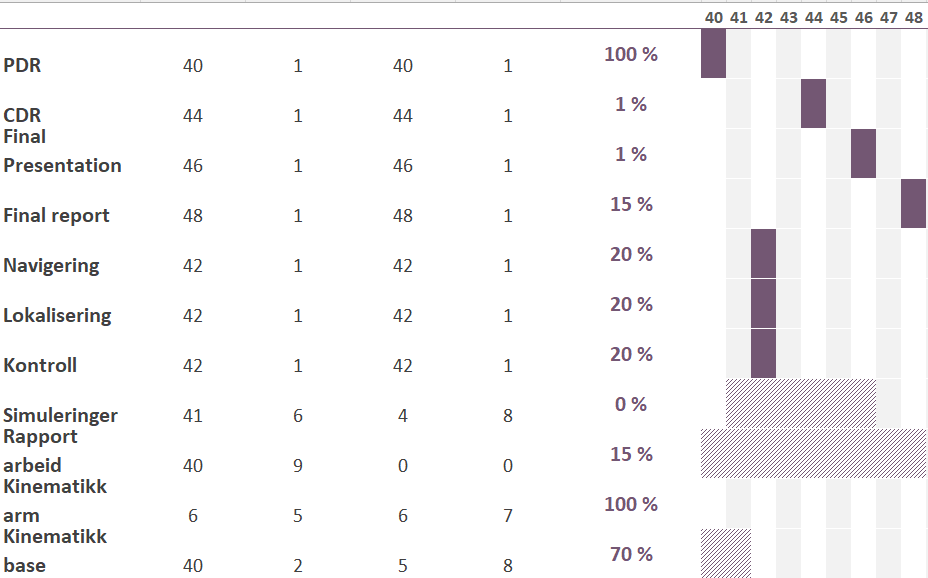 40 41 42 43 44 45 46 47 48
PDR 40 1 40 1 100 %
CDR 44 1 44 1 1 %
Final
Presentation 46 1 46 1 1 %
Final report 48 1 48 1 15 %
Navigering 42 1 42 1 20 %
Lokalisering 42 1 42 1 20 %
Kontroll 42 1 42 1 20 %
Simuleringer 41 6 4 8 0 %
Rapport
arbeid 40 9 0 0 15 %
Kinematikk
arm 6 5 6 7 100 %
Kinematikk
base 40 2 5 8 70 %